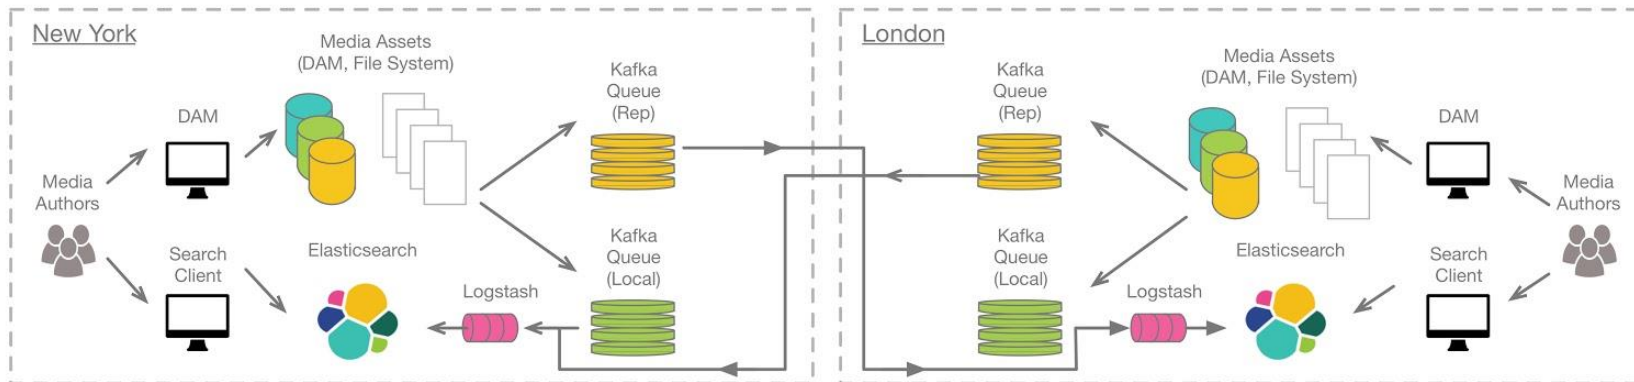 New York
Media Assets
(DAM, File System)
DAM
Media
Authors
Kafka
Queue
(Rep)
Search
Client
Elasticsearch
Logstash
Kafka
Queue
(Local)
London
Kafka
Queue
(Rep)
Media Assets
(DAM, File System)
DAM
Media
Authors
Kafka
Queue
(Local)
Logstash
Elasticsearch
Search
Client